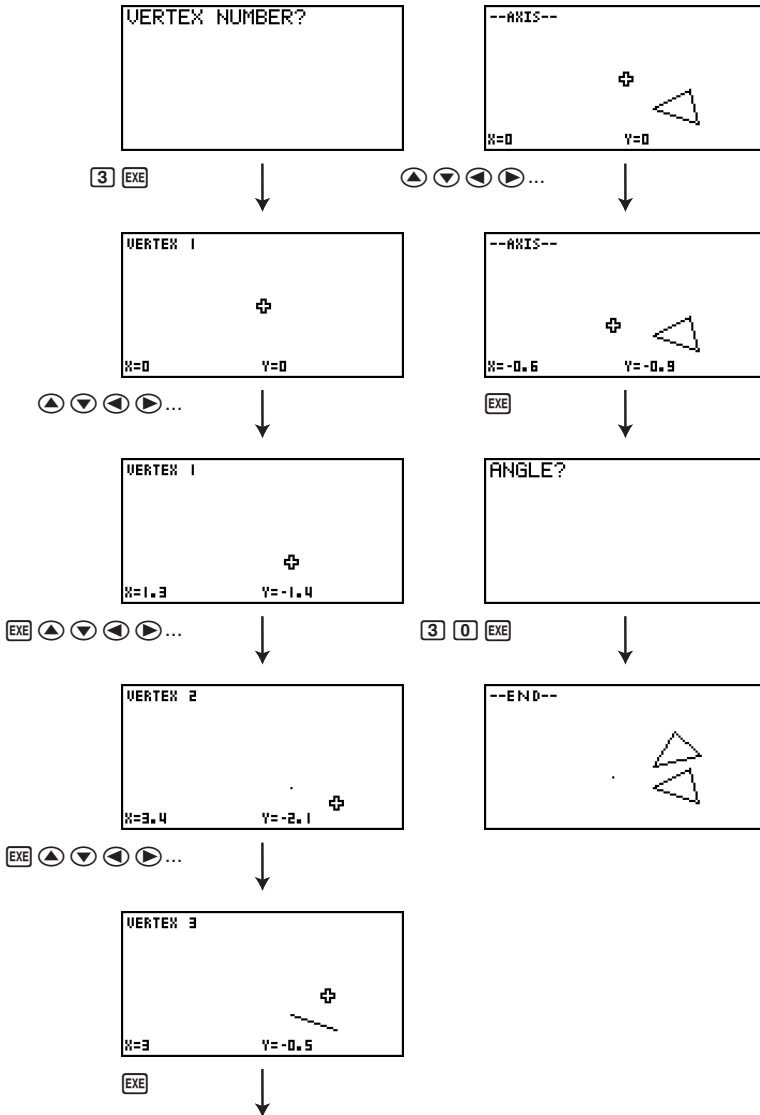 VERTEX NUMBER?
3 EXE
VERTEX 1
X=0 Y=0
...
VERTEX 1
X=1.3 Y=-1.4
EXE ...
VERTEX 2
X=3.4 Y=-2.1
EXE ...
VERTEX 3
X=3 Y=-0.5
EXE
--AXIS--
X=0 Y=0
...
--AXIS--
X=-0.6 Y=-0.9
EXE
ANGLE?
3 0 EXE
--END--